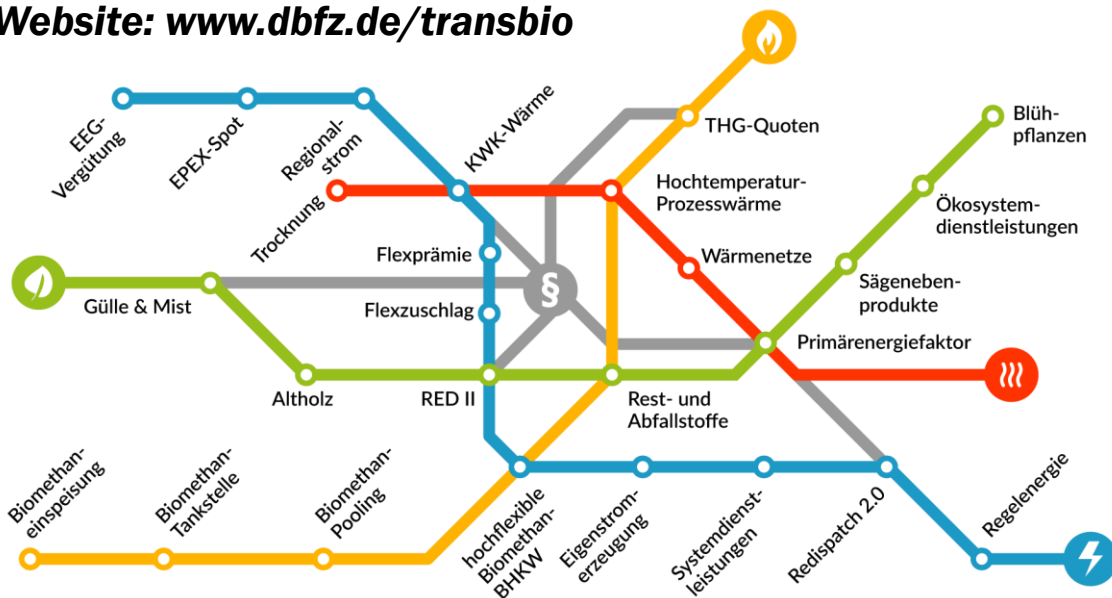 Website: www.dbfz.de/transbio
EEG-
Vergütung
EPEX-Spot
Regional-
strom
KWK-Wärme
THG-Quoten
Blüh-
pflanzen
Trocknung
Hochtemperatur-
Prozesswärme
Ökosystem-
dienstleistungen
Flexprämie
§
Wärmenetze
Sägeneben-
produkte
Gülle & Mist
Flexzuschlag
Primärenergiefaktor
Altholz
RED II
Rest- und
Abfallstoffe
Biomethan-
einspeisung
Biomethan-
Tankstelle
Biomethan-
Pooling
hochflexible
Biomethan-
BHKW
Eigenstrom-
erzeugung
Systemdienst-
leistungen
Redispatch 2.0
Regelenergie